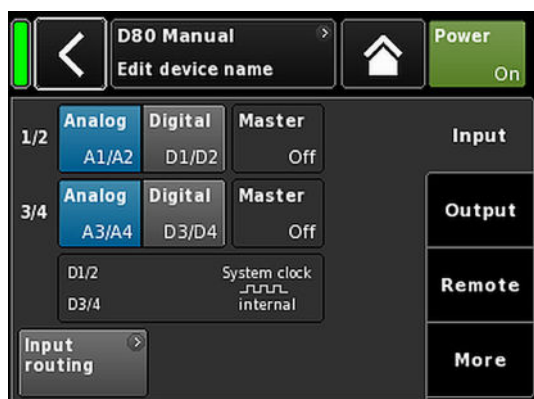 D80 Manual
Edit device name
Power
On
1/2
Analog
A1/A2
Digital
D1/D2
Master
Off
Input
3/4
Analog
A3/A4
Digital
D3/D4
Master
Off
Output
D1/2
System clock
D3/4
internal
Remote
Input
routing
More